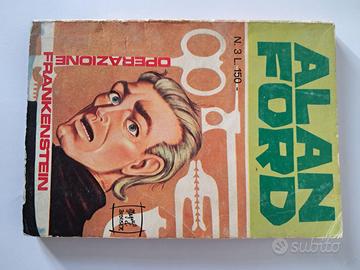 ALAN
FORD
N. 3 L. 150.-
OPERAZIONE
FRANKENSTEIN
subito